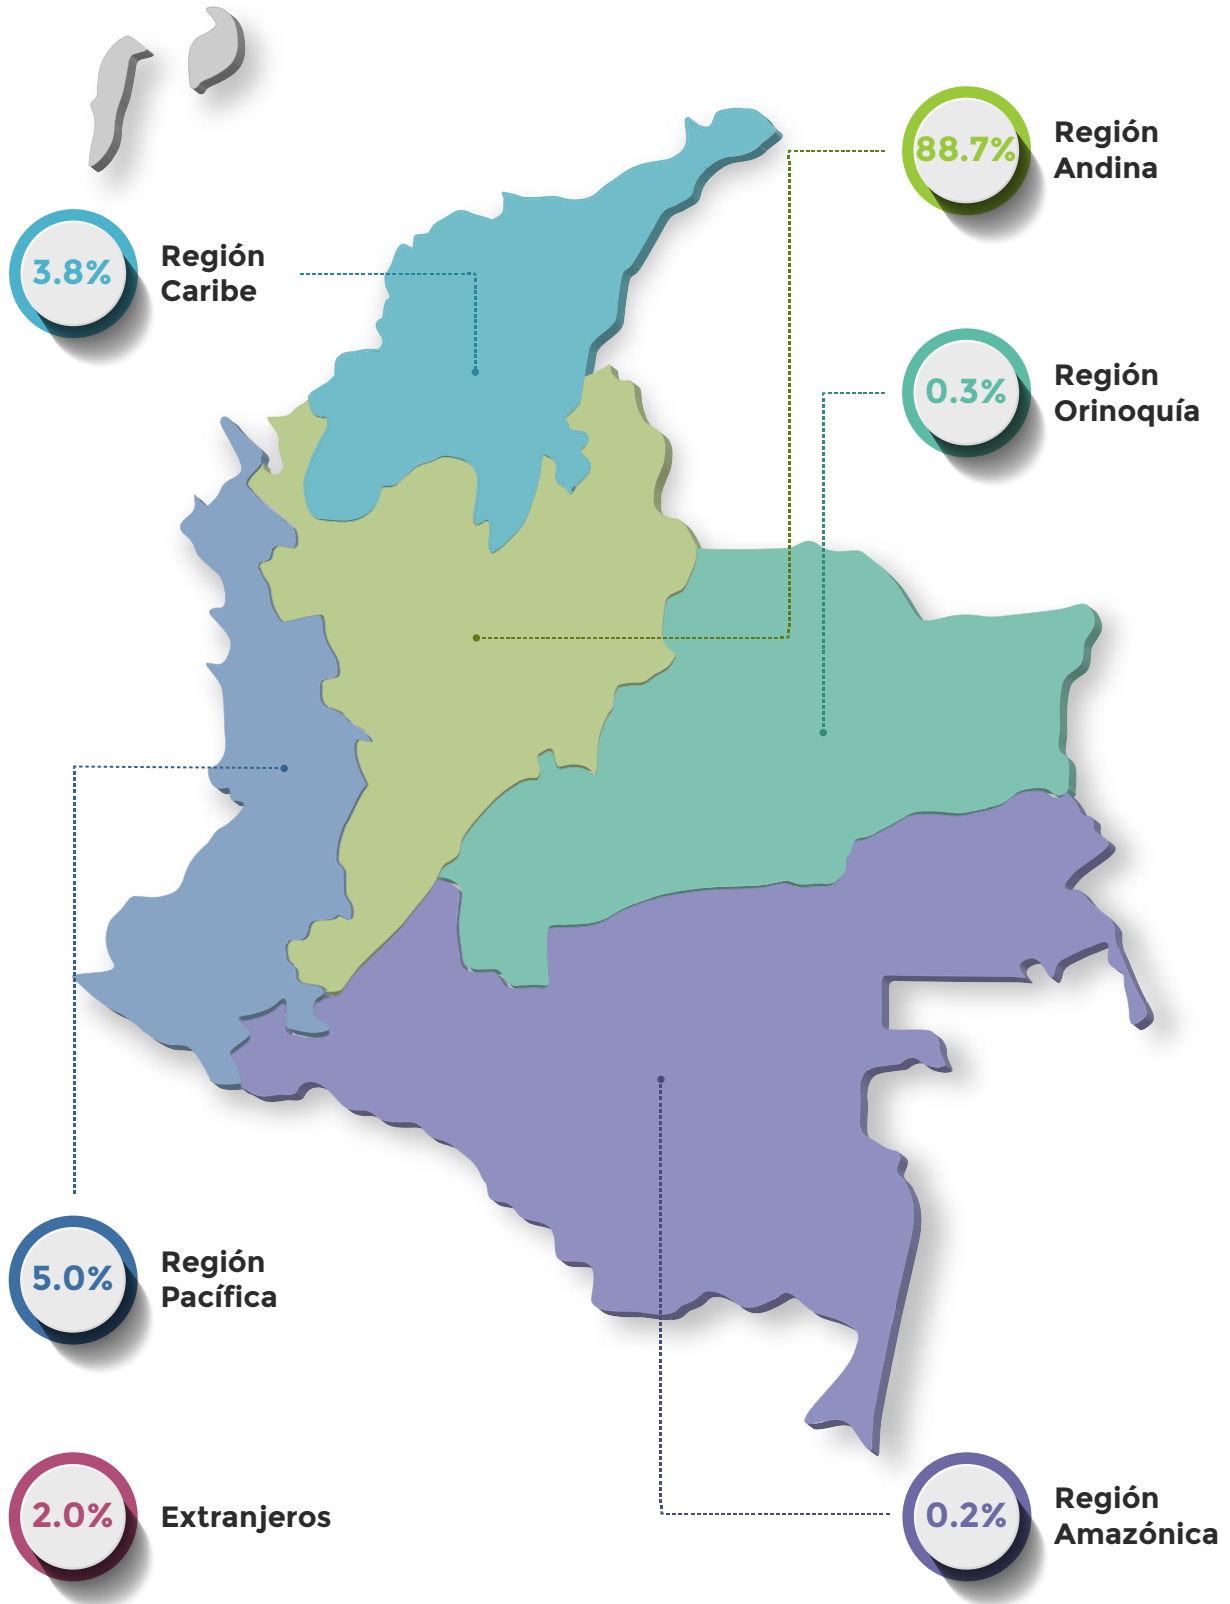 88.7%
Región
Andina
3.8%
Región
Caribe
0.3%
Región
Orinoquía
5.0%
Región
Pacífica
2.0%
Extranjeros
0.2%
Región
Amazónica